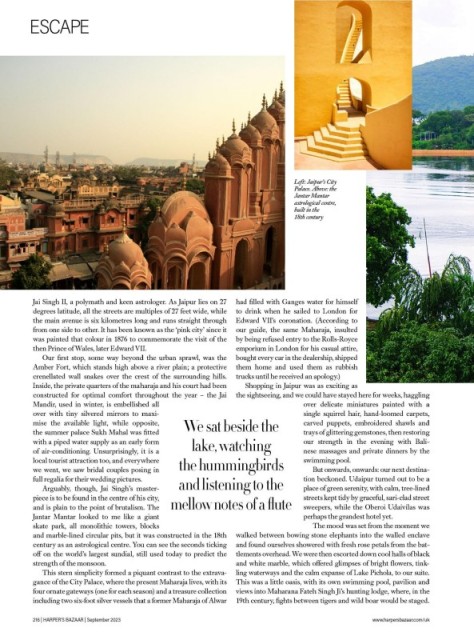 ESCAPE
Left: Jaipur's City
Palace. Above: the
Jantar Mantar
astrological centre,
built in the
18th century
Jai Singh II, a polymath and keen astrologer. As Jaipur lies on 27
degrees latitude, all the streets are multiples of 27 feet wide, while
the main avenue is six kilometres long and runs straight through
from one side to other. It has been known as the 'pink city' since it
was painted that colour in 1876 to commemorate the visit of the
then Prince of Wales, later Edward VII.
Our first stop, some way beyond the urban sprawl, was the
Amber Fort, which stands high above a river plain; a protective
crenellated wall snakes over the crest of the surrounding hills.
Inside, the private quarters of the maharaja and his court had been
constructed for optimal comfort throughout the year – the Jai
Mandir, used in winter, is embellished all
over with tiny silvered mirrors to maxi-
mise the available light, while opposite,
the summer palace Sukh Mahal was fitted
with a piped water supply as an early form
of air-conditioning. Unsurprisingly, it is a
local tourist attraction too, and everywhere
we went, we saw bridal couples posing in
full regalia for their wedding pictures.
Arguably, though, Jai Singh's master-
piece is to be found in the centre of his city,
and is plain to the point of brutalism. The
Jantar Mantar looked to me like a giant
skate park, all monolithic towers, blocks
and marble-lined circular pits, but it was constructed in the 18th
century as an astrological centre. You can see the seconds ticking
off on the world's largest sundial, still used today to predict the
strength of the monsoon.
This stern simplicity formed a piquant contrast to the extrava-
gance of the City Palace, where the present Maharaja lives, with its
four ornate gateways (one for each season) and a treasure collection
including two six-foot silver vessels that a former Maharaja of Alwar
We sat beside the
lake, watching
the hummingbirds
and listening to the
mellow notes of a flute
had filled with Ganges water for himself
to drink when he sailed to London for
Edward VII's coronation. (According to
our guide, the same Maharaja, insulted
by being refused entry to the Rolls-Royce
emporium in London for his casual attire,
bought every car in the dealership, shipped
them home and used them as rubbish
trucks until he received an apology.)
Shopping in Jaipur was as exciting as
the sightseeing, and we could have stayed here for weeks, haggling
over delicate miniatures painted with a
single squirrel hair, hand-loomed carpets,
carved puppets, embroidered shawls and
trays of glittering gemstones, then restoring
our strength in the evening with Bali-
nese massages and private dinners by the
swimming pool.
But onwards, onwards: our next destina-
tion beckoned. Udaipur turned out to be a
place of green serenity, with calm, tree-lined
streets kept tidy by graceful, sari-clad street
sweepers, while the Oberoi Udaivilas was
perhaps the grandest hotel yet.
The mood was set from the moment we
walked between bowing stone elephants into the walled enclave
and found ourselves showered with fresh rose petals from the bat-
tlements overhead. We were then escorted down cool halls of black
and white marble, which offered glimpses of bright flowers, tink-
ling waterways and the calm expanse of Lake Pichola, to our suite.
This was a little oasis, with its own swimming pool, pavilion and
views into Maharana Fateh Singh Ji's hunting lodge, where, in the
19th century, fights between tigers and wild boar would be staged.
216 | HARPER'S BAZAAR | September 2023
www.harpersbazaar.com/uk